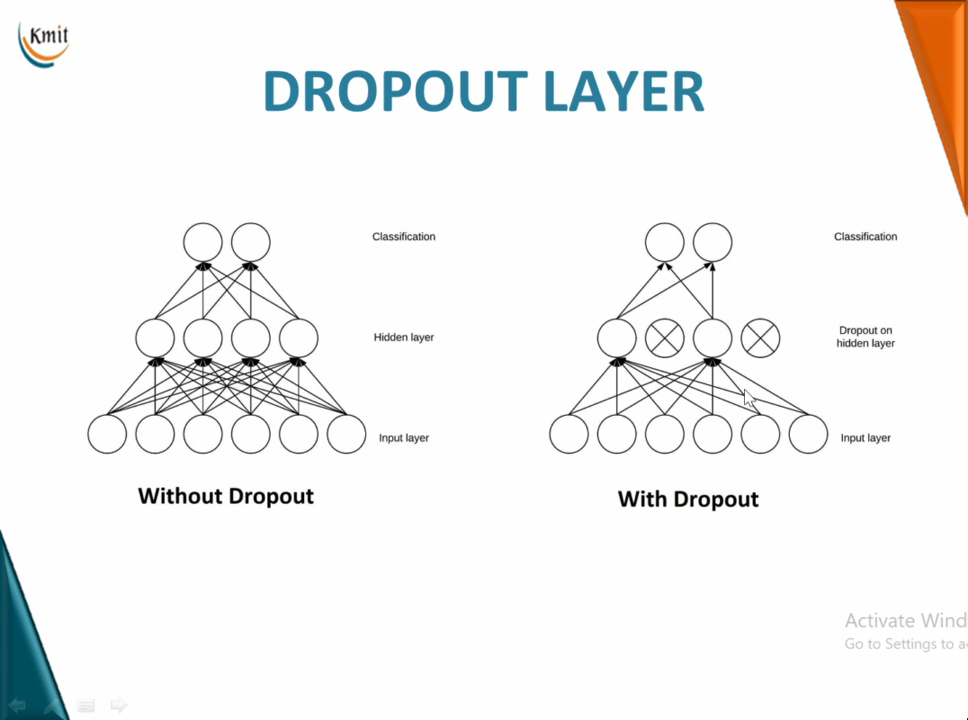 Kmit
DROPOUT LAYER
Classification
Hidden layer
Input layer
Without Dropout
Classification
Dropout on
hidden layer
Input layer
With Dropout
Activate Wind
Go to Settings to a